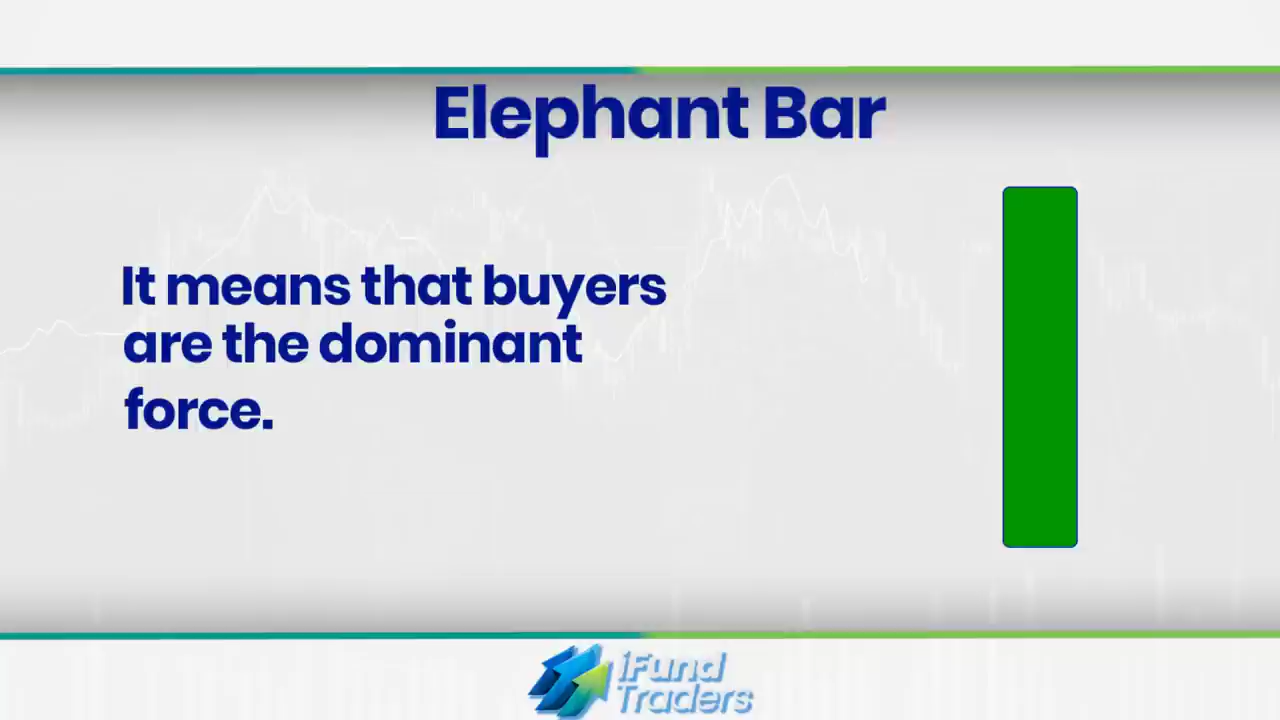 Elephant Bar
It means that buyers
are the dominant
force.
iFund
Traders